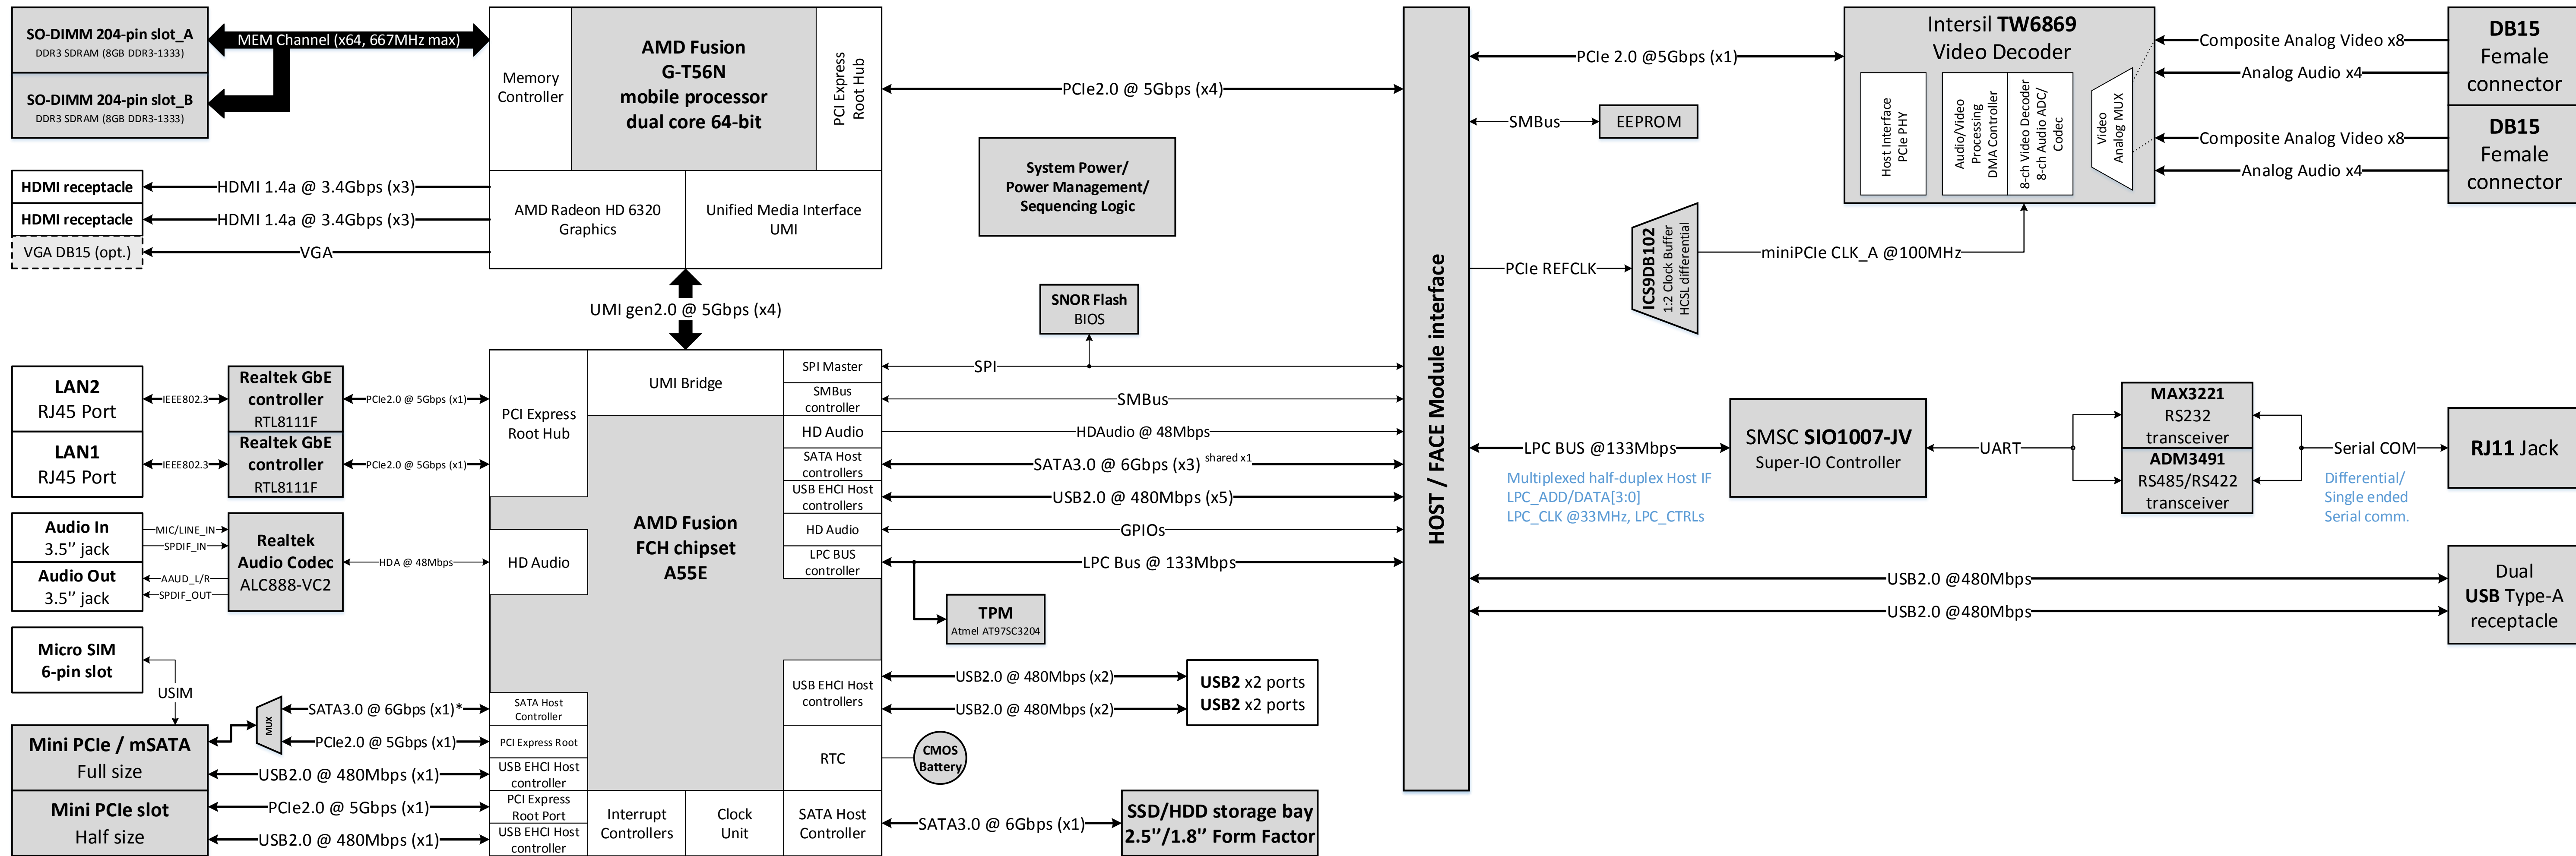 SO-DIMM 204-pin slot_A
DDR3 SDRAM (8GB DDR3-1333)
SO-DIMM 204-pin slot_B
DDR3 SDRAM (8GB DDR3-1333)
MEM Channel (x64, 667MHz max)
Memory
Controller
AMD Fusion
G-T56N
mobile processor
dual core 64-bit
PCI Express
Root Hub
AMD Radeon HD 6320
Graphics
Unified Media Interface
UMI
HDMI receptacle
HDMI 1.4a @ 3.4Gbps (x3)
HDMI receptacle
HDMI 1.4a @ 3.4Gbps (x3)
VGA DB15 (opt.)
VGA
PCIe2.0 @ 5Gbps (x4)
System Power/
Power Management/
Sequencing Logic
UMI gen2.0 @ 5Gbps (x4)
SNOR Flash
BIOS
LAN2
RJ45 Port
IEEE802.3
Realtek GbE
controller
RTL8111F
PCIe2.0 @ 5Gbps (x1)
LAN1
RJ45 Port
IEEE802.3
Realtek GbE
controller
RTL8111F
PCIe2.0 @ 5Gbps (x1)
Audio In
3.5’’ jack
MIC/LINE_IN
SPDIF_IN
Audio Out
3.5’’ jack
AAUD_L/R
SPDIF_OUT
Realtek
Audio Codec
ALC888-VC2
HDA @ 48Mbps
Micro SIM
6-pin slot
USIM
Mini PCIe / mSATA
Full size
MUX
SATA3.0 @ 6Gbps (x1)*
PCIe2.0 @ 5Gbps (x1)
USB2.0 @ 480Mbps (x1)
Mini PCIe slot
Half size
PCIe2.0 @ 5Gbps (x1)
USB2.0 @ 480Mbps (x1)
PCI Express
Root Hub
UMI Bridge
HD Audio
AMD Fusion
FCH chipset
A55E
SATA Host
Controller
PCI Express Root
USB EHCI Host
controller
PCI Express
Root Port
USB EHCI Host
controller
Interrupt
Controllers
Clock
Unit
SPI Master
SPI
SMBus
controller
SMBus
HD Audio
HDAudio @ 48Mbps
SATA Host
controllers
SATA3.0 @ 6Gbps (x3) shared x1
USB EHCI Host
controllers
USB2.0 @ 480Mbps (x5)
HD Audio
GPIOs
LPC BUS
controller
LPC Bus @ 133Mbps
TPM
Atmel AT97SC3204
USB EHCI Host
controllers
USB2.0 @ 480Mbps (x2)
USB2.0 @ 480Mbps (x2)
USB2 x2 ports
USB2 x2 ports
RTC
CMOS
Battery
SATA Host
Controller
SATA3.0 @ 6Gbps (x1)
SSD/HDD storage bay
2.5’’/1.8’’ Form Factor
HOST / FACE Module interface
PCIe 2.0 @5Gbps (x1)
Intersil TW6869
Video Decoder
Host Interface
PCIe PHY
Audio/Video
Processing
DMA Controller
8-ch Video Decoder
8-ch Audio ADC/
Codec
Video
Analog MUX
Composite Analog Video x8
Analog Audio x4
DB15
Female
connector
Composite Analog Video x8
Analog Audio x4
DB15
Female
connector
SMBus
EEPROM
PCIe REFCLK
ICS9DB102
1:2 Clock Buffer
HCSL differential
miniPCIe CLK_A @100MHz
LPC BUS @133Mbps
Multiplexed half-duplex Host IF
LPC_ADD/DATA[3:0]
LPC_CLK @33MHz, LPC_CTRLs
SMSC SIO1007-JV
Super-IO Controller
UART
MAX3221
RS232
transceiver
ADM3491
RS485/RS422
transceiver
Serial COM
Differential/
Single ended
Serial comm.
RJ11 Jack
USB2.0 @480Mbps
USB2.0 @480Mbps
Dual
USB Type-A
receptacle